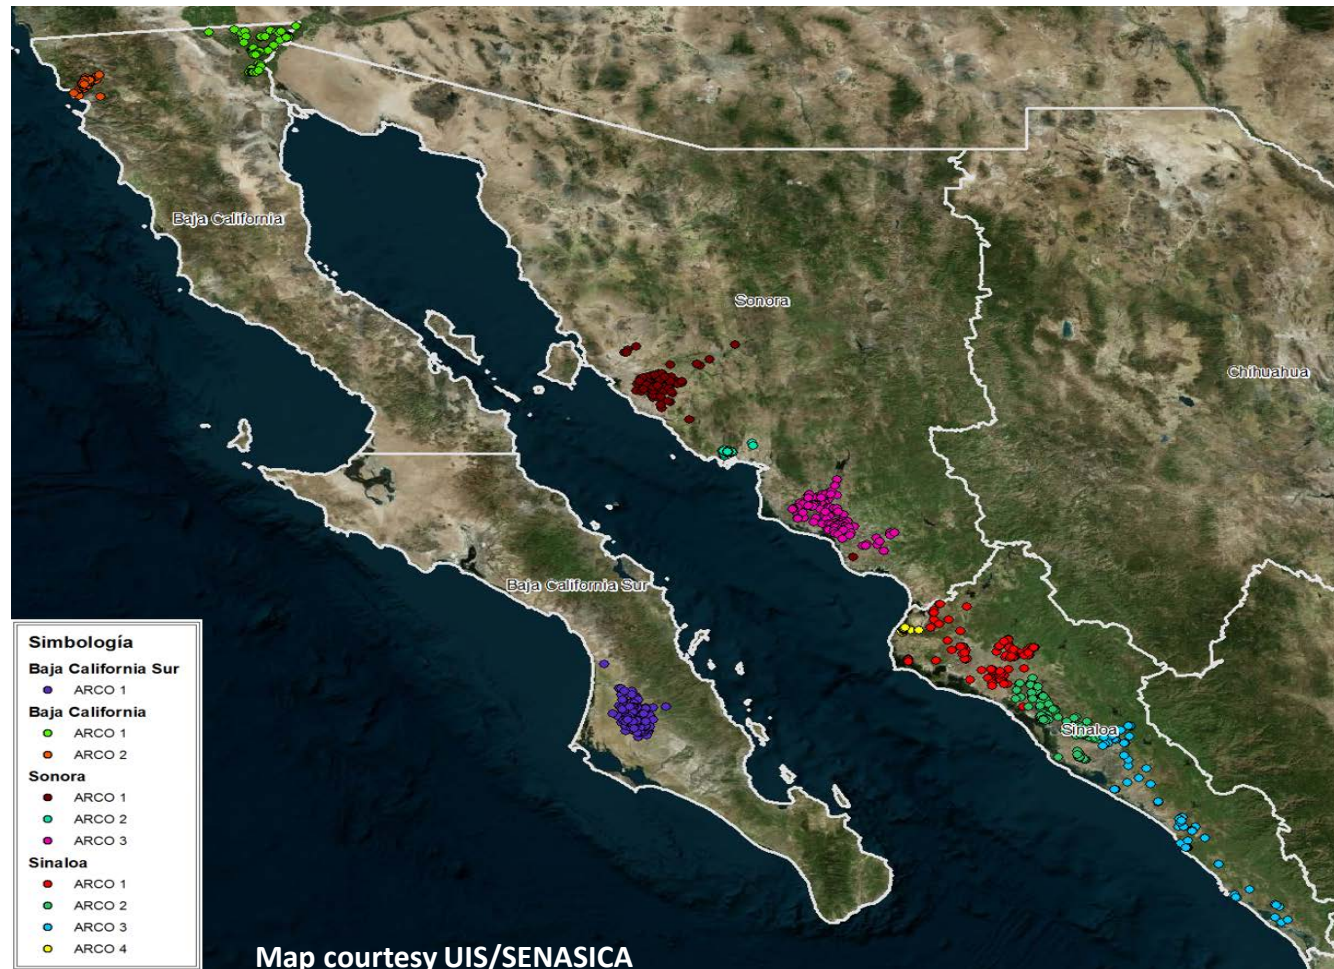 Baja California
Sonora
Chihuahua
Baja California Sur
Sinaloa
Simbología
Baja California Sur
ARCO 1
Baja California
ARCO 1
ARCO 2
Sonora
ARCO 1
ARCO 2
ARCO 3
Sinaloa
ARCO 1
ARCO 2
ARCO 3
ARCO 4
Map courtesy UIS/SENASICA